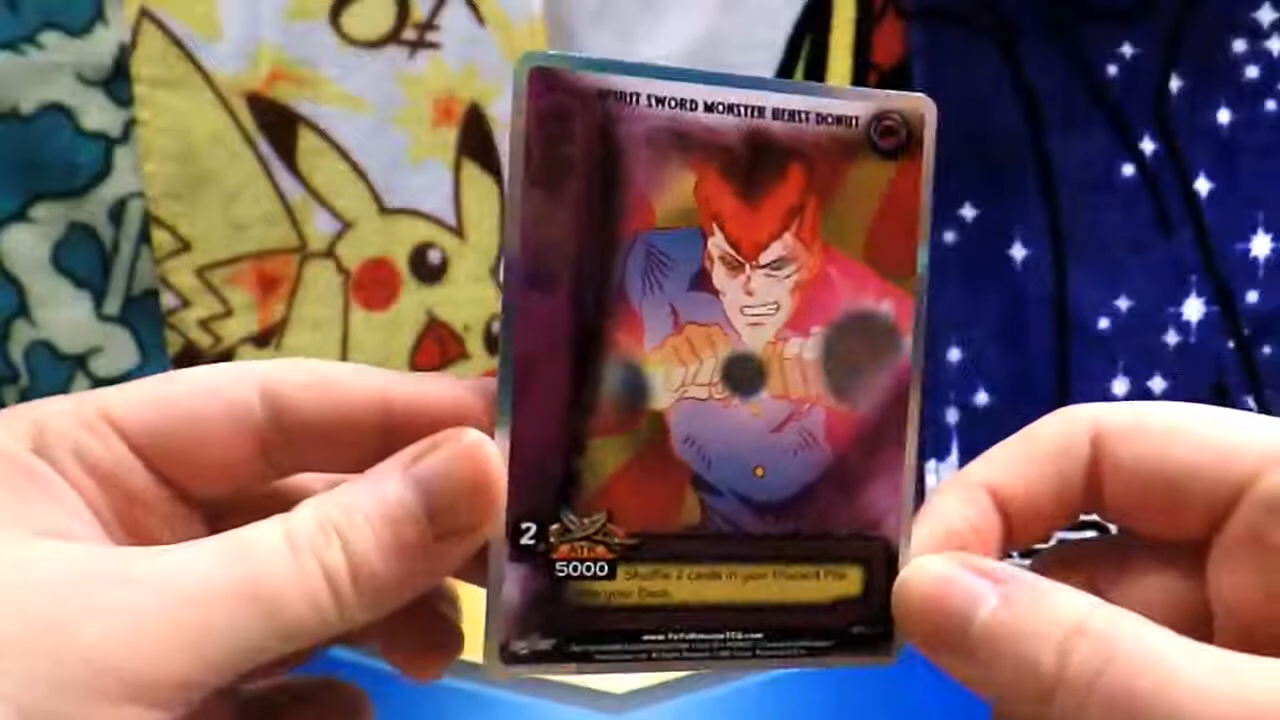 SPIRIT SWORD MONSTER BEAST DONUT
2
ATK
5000
Shuffle 2 cards in your Discard Pile
into your Deck.
www.YuYuHakushoTCG.com